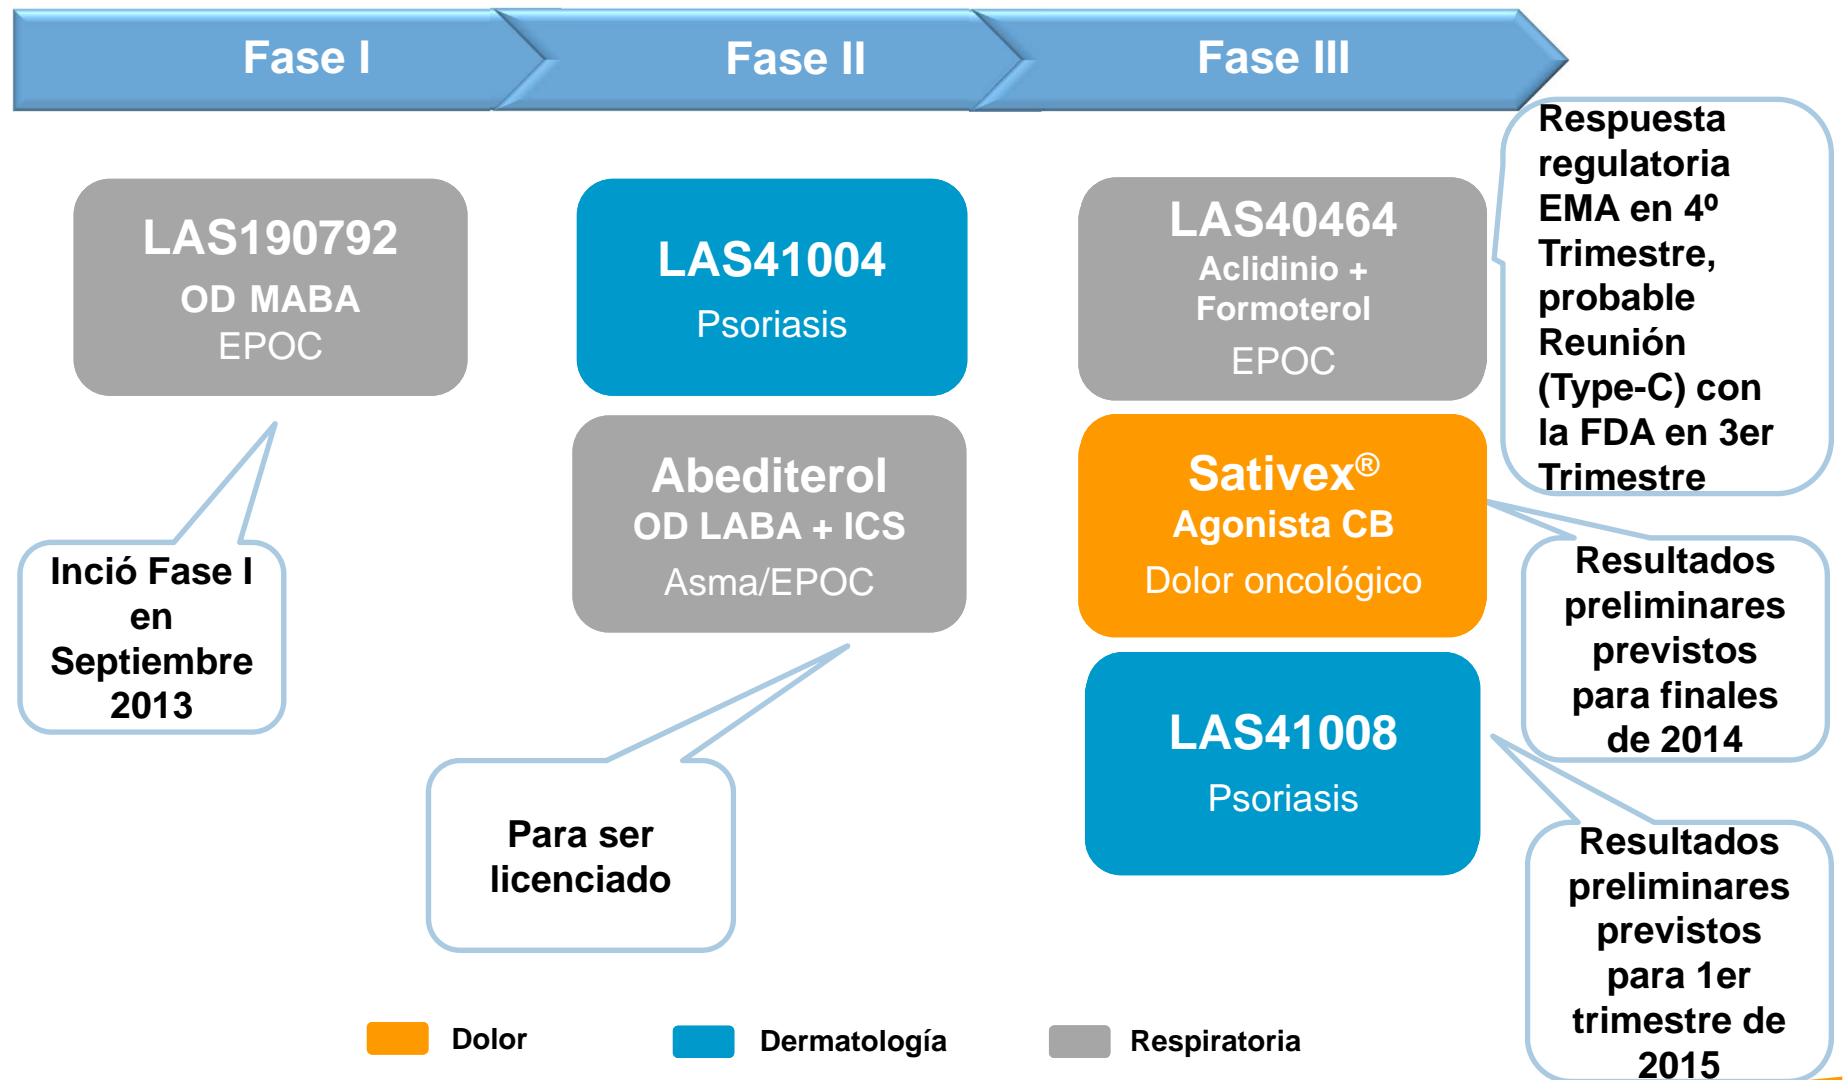 Fase I
Fase II
Fase III
LAS190792
OD MABA
EPOC
Inció Fase I
en
Septiembre
2013
LAS41004
Psoriasis
Abediterol
OD LABA + ICS
Asma/EPOC
Para ser
licenciado
LAS40464
Aclidinio +
Formoterol
EPOC
Respuesta
regulatoria
EMA en 4º
Trimestre,
probable
Reunión
(Type-C) con
la FDA en 3er
Trimestre
Sativex®
Agonista CB
Dolor oncológico
Resultados
preliminares
previstos
para finales
de 2014
LAS41008
Psoriasis
Resultados
preliminares
previstos
para 1er
trimestre de
2015
Dolor
Dermatología
Respiratoria